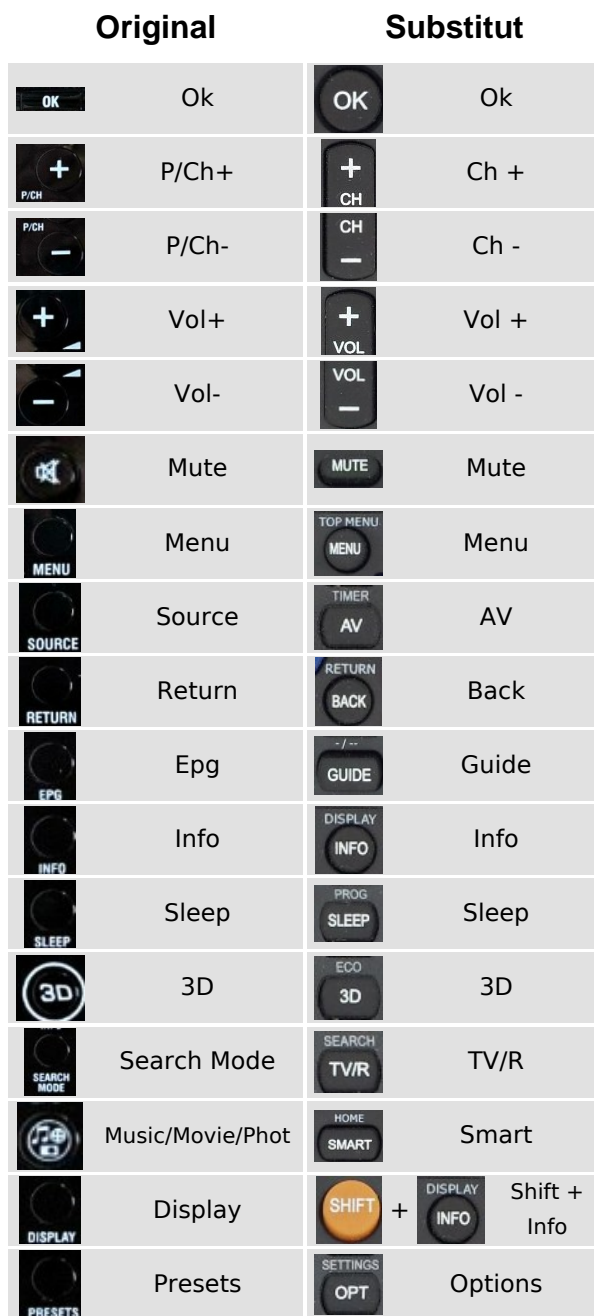 Original Substitut
OK Ok OK Ok
+ P/CH P/Ch+ + CH Ch +
P/CH − P/Ch- CH − Ch -
+ Vol+ + VOL Vol +
− Vol- VOL − Vol -
Mute MUTE Mute
MENU Menu TOP MENU MENU Menu
SOURCE Source TIMER AV AV
RETURN Return RETURN BACK Back
EPG Epg -/-- GUIDE Guide
INFO Info DISPLAY INFO Info
SLEEP Sleep PROG SLEEP Sleep
3D 3D ECO 3D 3D
SEARCH MODE Search Mode SEARCH TV/R TV/R
Music/Movie/Phot HOME SMART Smart
DISPLAY Display SHIFT + DISPLAY INFO Shift + Info
PRESETS Presets SETTINGS OPT Options